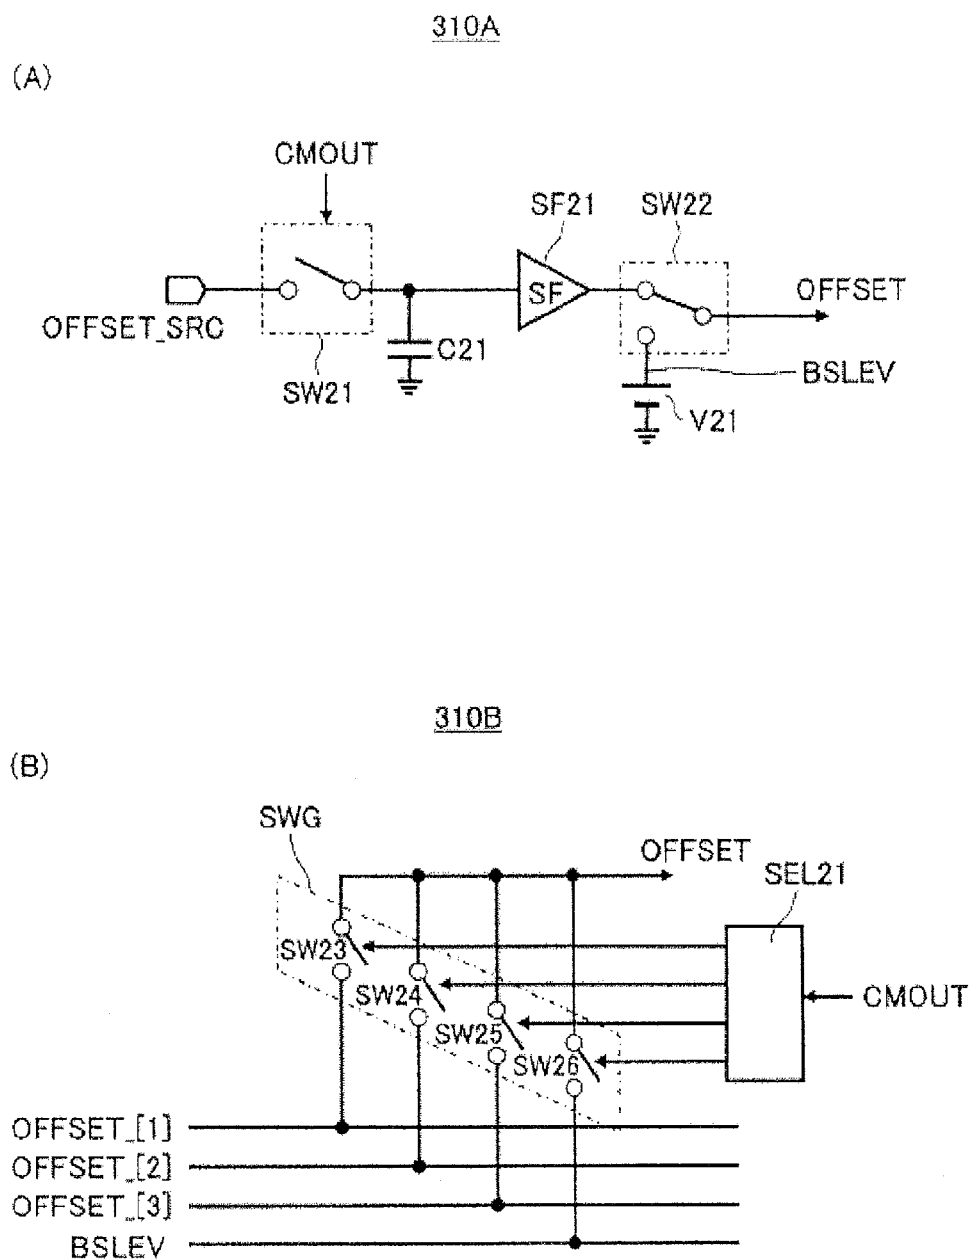 310A
(A)
CMOUT
SF21
SW22
SF
OFFSET
OFFSET_SRC
C21
BSLEV
SW21
V21
310B
(B)
SWG
OFFSET
SEL21
SW23
SW24
CMOUT
SW25
SW26
OFFSET_[1]
OFFSET_[2]
OFFSET_[3]
BSLEV